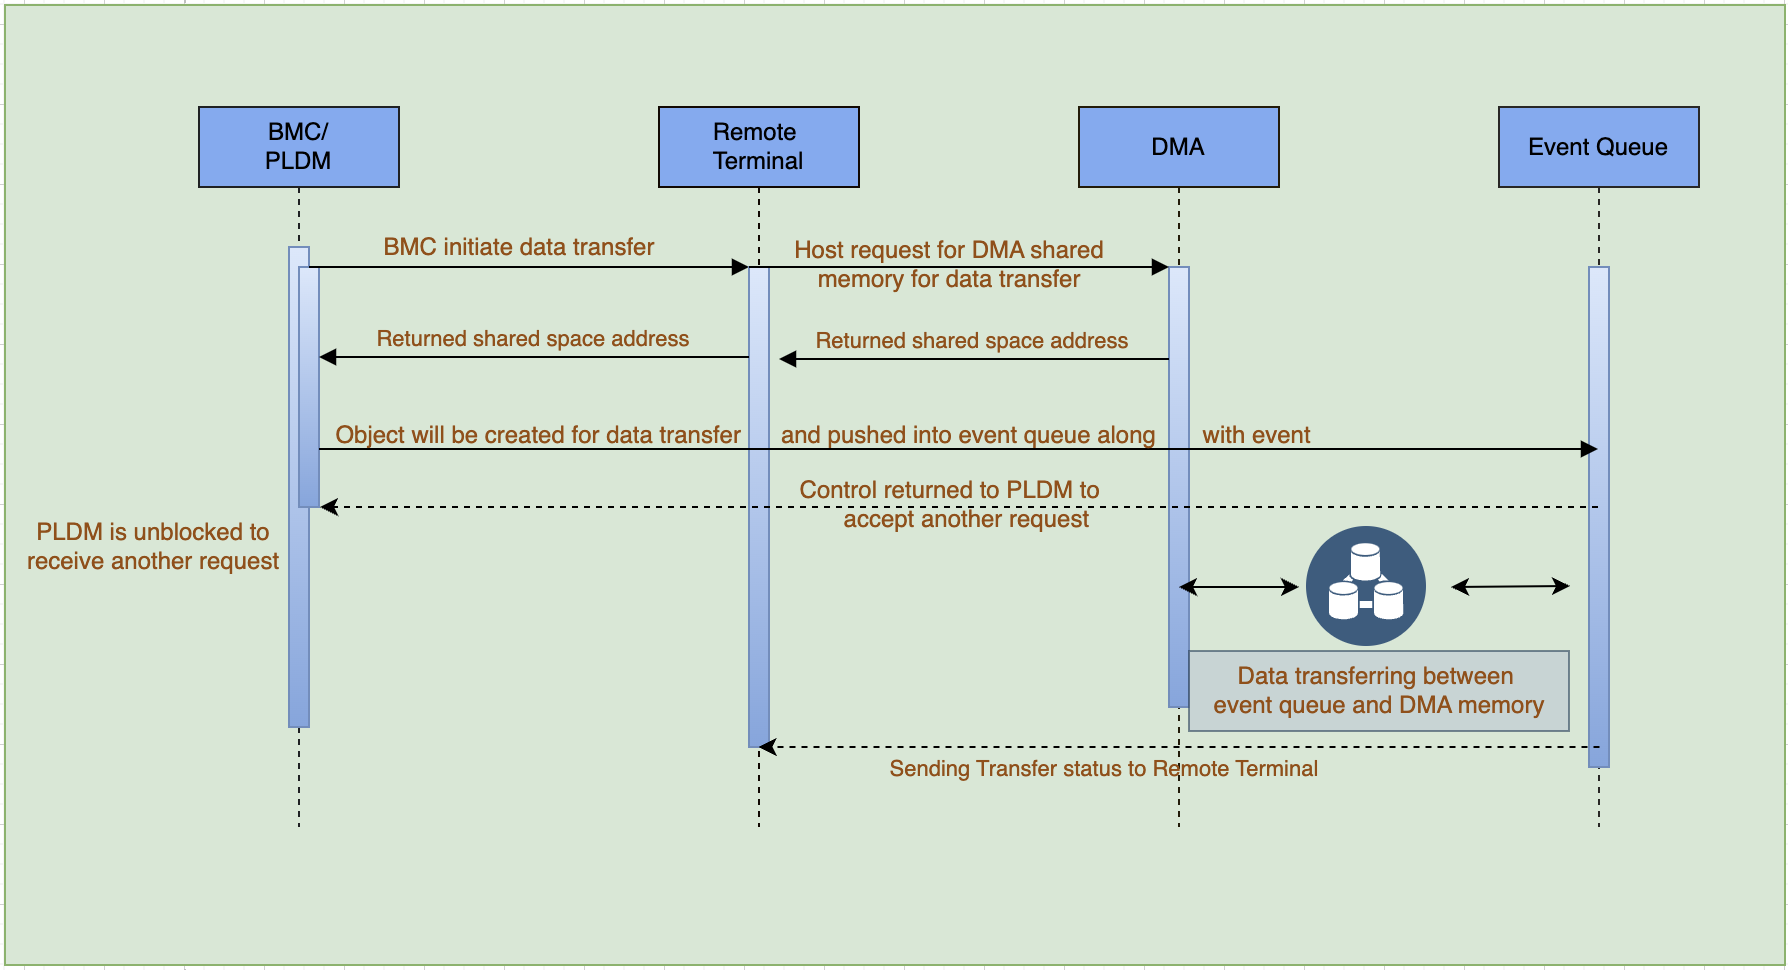 BMC/
PLDM
Remote
Terminal
DMA
Event Queue
BMC initiate data transfer
Host request for DMA shared
memory for data transfer
Returned shared space address
Returned shared space address
Object will be created for data transfer and pushed into event queue along with event
Control returned to PLDM to
accept another request
PLDM is unblocked to
receive another request
Data transferring between
event queue and DMA memory
Sending Transfer status to Remote Terminal